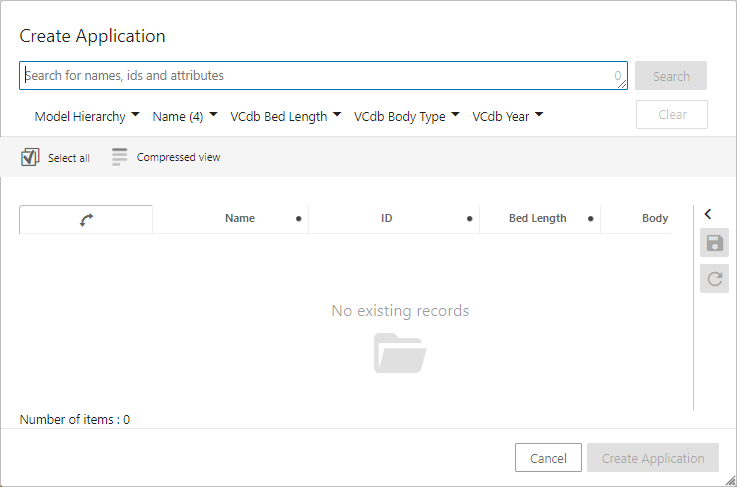 Create Application
Search for names, ids and attributes 0
Search
Model Hierarchy Name (4) VCdb Bed Length VCdb Body Type VCdb Year Clear
Select all Compressed view
Name ID Bed Length Body
No existing records
Number of items : 0
Cancel Create Application